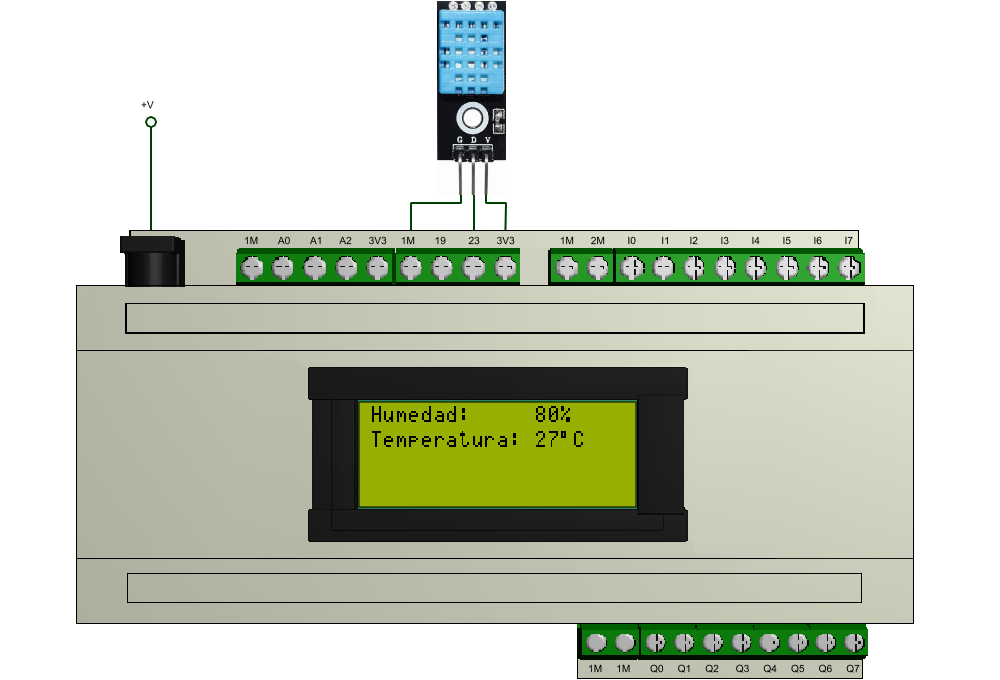 +V
G D V
1M A0 A1 A2 3V3 1M 19 23 3V3 1M 2M I0 I1 I2 I3 I4 I5 I6 I7
Humedad: 80%
Temperatura: 27°C
1M 1M Q0 Q1 Q2 Q3 Q4 Q5 Q6 Q7